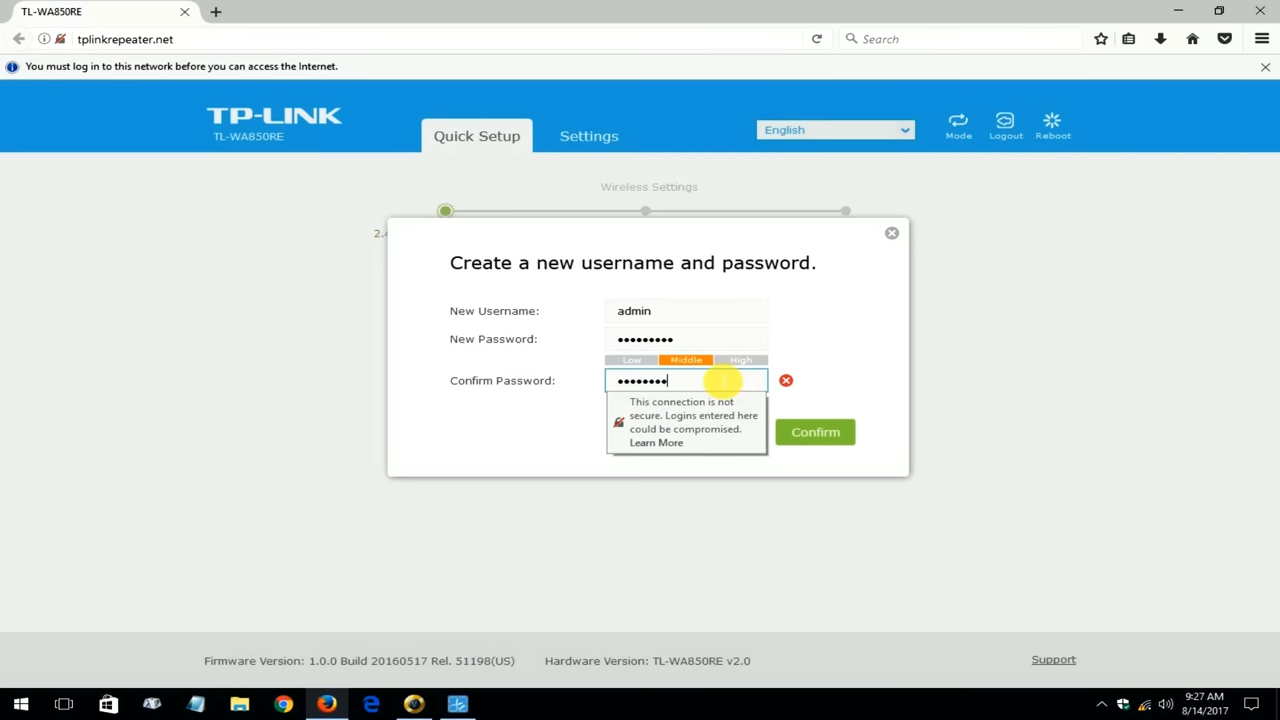 TL-WA850RE
tplinkrepeater.net
Search
You must log in to this network before you can access the Internet.
TP-LINK
TL-WA850RE
Quick Setup
Settings
English
Mode
Logout
Reboot
Wireless Settings
2.4
Create a new username and password.
New Username:
admin
New Password:
•••••••••
Low
Middle
High
Confirm Password:
••••••••
This connection is not
secure. Logins entered here
could be compromised.
Learn More
Confirm
Firmware Version: 1.0.0 Build 20160517 Rel. 51198(US)
Hardware Version: TL-WA850RE v2.0
Support
9:27 AM
8/14/2017